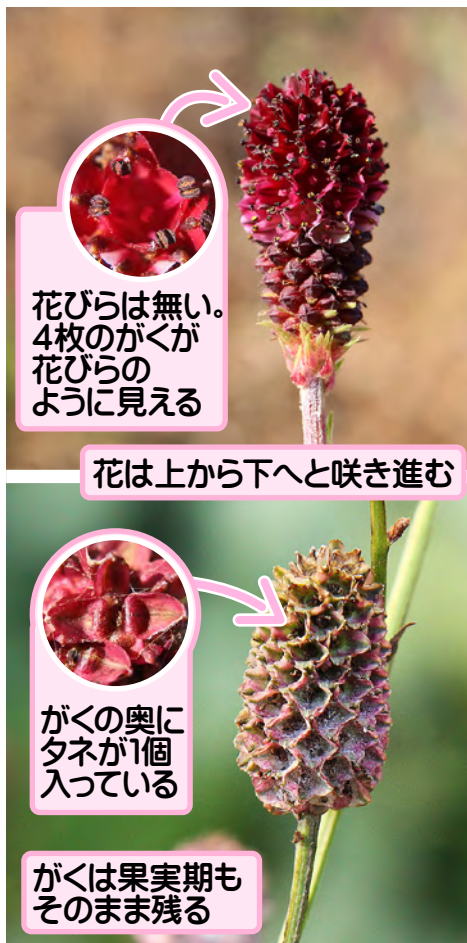 花びらは無い。
4枚のがくが
花びらの
ように見える
花は上から下へと咲き進む
がくの奥に
タネが1個
入っている
がくは果実期も
そのまま残る